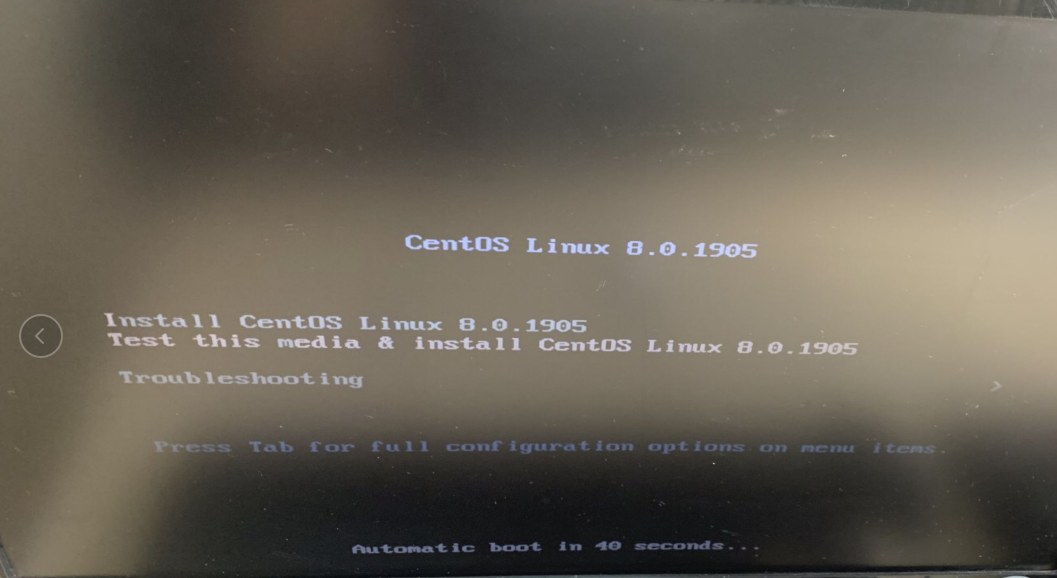 CentOS Linux 8.0.1905
Install CentOS Linux 8.0.1905
Test this media & install CentOS Linux 8.0.1905
Troubleshooting
Press Tab for full configuration options on menu items.
Automatic boot in 40 seconds...